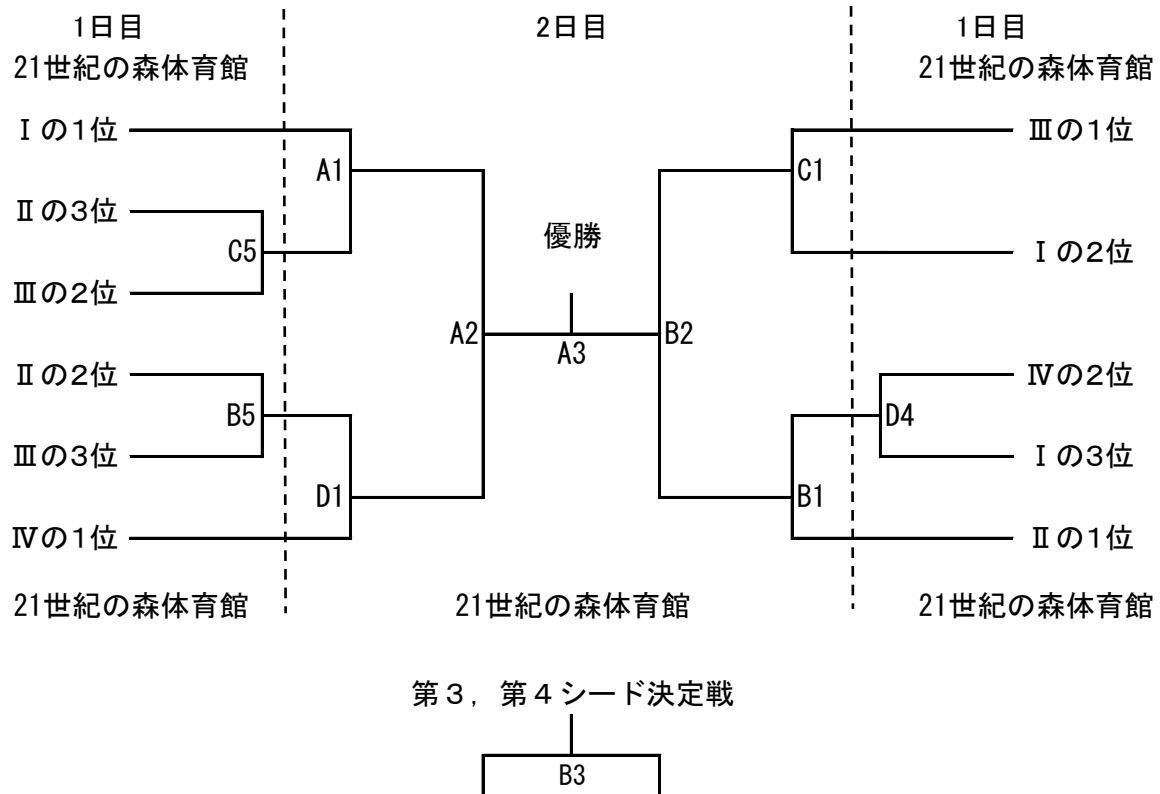 1日目
2日目
1日目
21世紀の森体育館
21世紀の森体育館
Ⅰの1位
Ⅲの1位
A1
C1
Ⅱの3位
優勝
C5
Ⅰの2位
Ⅲの2位
A2
A3
B2
Ⅱの2位
Ⅳの2位
B5
D4
Ⅲの3位
Ⅰの3位
D1
B1
Ⅳの1位
Ⅱの1位
21世紀の森体育館
21世紀の森体育館
21世紀の森体育館
第3，第4シード決定戦
B3